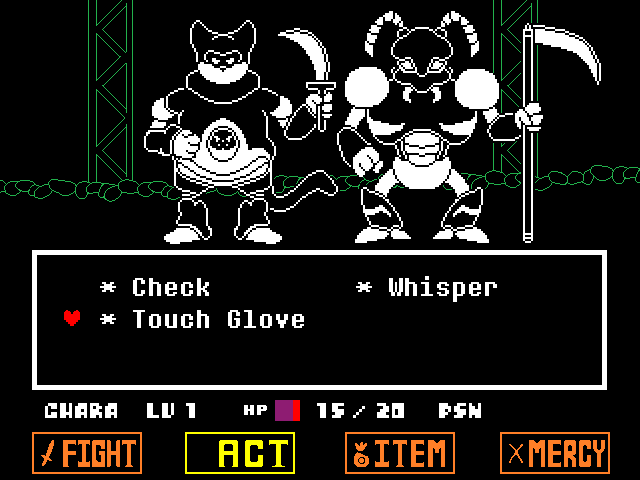 * Check * Whisper
* Touch Glove
CHARA LV 1 HP 15 / 20 PSN
FIGHT ACT ITEM MERCY